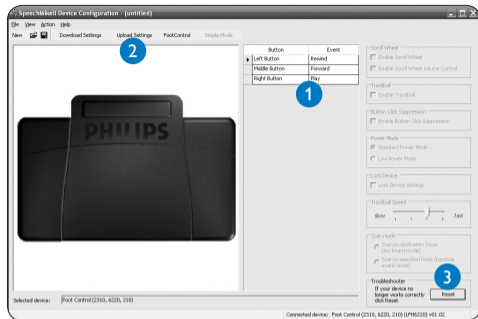 SpeechMikeII Device Configuration - (untitled)
File View Action Help
New Download Settings Upload Settings FootControl Simple Mode
2
PHILIPS
Button Event
Left Button Rewind
Middle Button Forward
Right Button Play
1
Scroll Wheel
Enable Scroll Wheel
Enable Scroll Wheel Volume Control
Trackball
Enable Trackball
Button Click Suppression
Enable Button Click Suppression
Power Mode
Standard Power Mode
Low Power Mode
Lock Device
Lock Device Settings
Trackball Speed
slow fast
Scan mode
Scan to application focus
(keyboard mode)
Scan to specified fields (barcode
event mode)
3
Troubleshooter
If your device no
longer works correctly
click Reset
Reset
Selected device: Foot Control (2310, 6220, 210)
Connected device: Foot Control (2310, 6220, 210) (LFH6220) v01.02